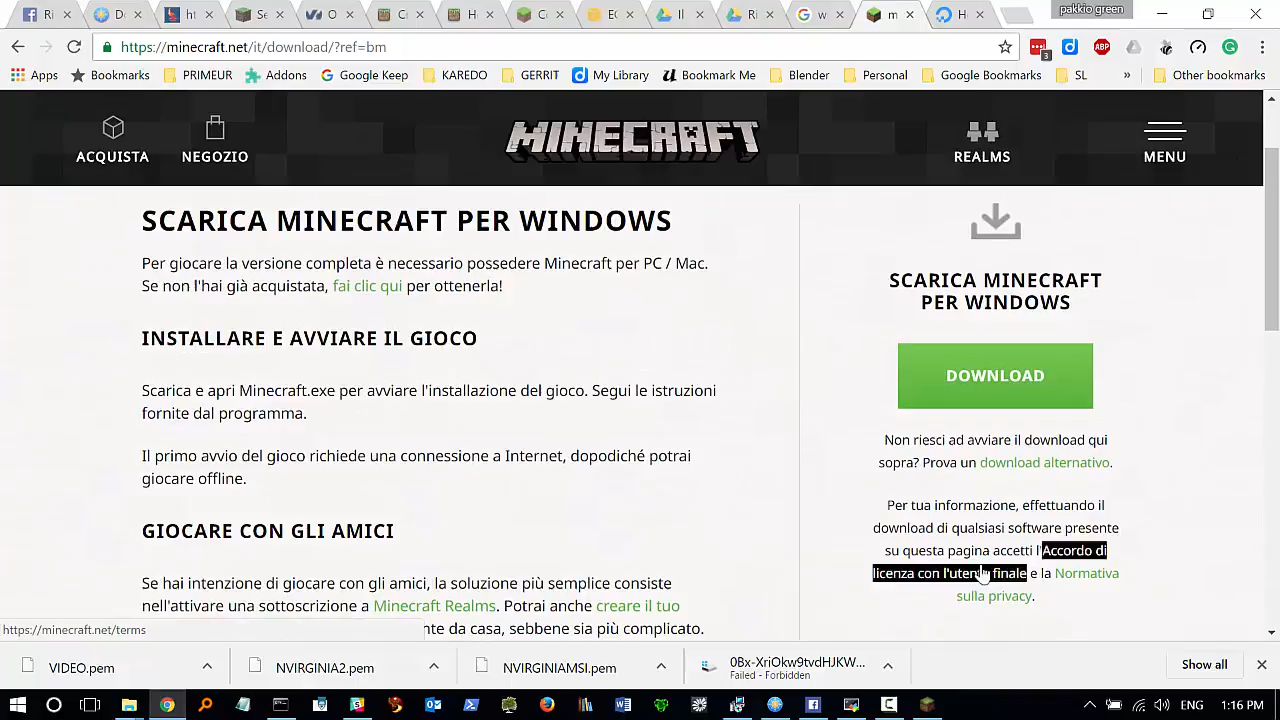 Ri
D
ht
Se
O
C
H
C
E
Il
Ri
w
m
H
pakkio green
https://minecraft.net/it/download/?ref=bm
3
ABP
Apps Bookmarks PRIMEUR Addons Google Keep KAREDO GERRIT My Library Bookmark Me Blender Personal Google Bookmarks SL » Other bookmarks
ACQUISTA NEGOZIO MINECRAFT REALMS MENU
SCARICA MINECRAFT PER WINDOWS
Per giocare la versione completa è necessario possedere Minecraft per PC / Mac.
Se non l'hai già acquistata, fai clic qui per ottenerla!
INSTALLARE E AVVIARE IL GIOCO
Scarica e apri Minecraft.exe per avviare l'installazione del gioco. Segui le istruzioni
fornite dal programma.
Il primo avvio del gioco richiede una connessione a Internet, dopodiché potrai
giocare offline.
GIOCARE CON GLI AMICI
Se hai intenzione di giocare con gli amici, la soluzione più semplice consiste
nell'attivare una sottoscrizione a Minecraft Realms. Potrai anche creare il tuo
nte da casa, sebbene sia più complicato.
SCARICA MINECRAFT
PER WINDOWS
DOWNLOAD
Non riesci ad avviare il download qui
sopra? Prova un download alternativo.
Per tua informazione, effettuando il
download di qualsiasi software presente
su questa pagina accetti l'Accordo di
licenza con l'utente finale e la Normativa
sulla privacy.
https://minecraft.net/terms
VIDEO.pem
NVIRGINIA2.pem
NVIRGINIAMSI.pem
0Bx-XriOkw9tvdHJKW...
Failed - Forbidden
Show all
ENG 1:16 PM